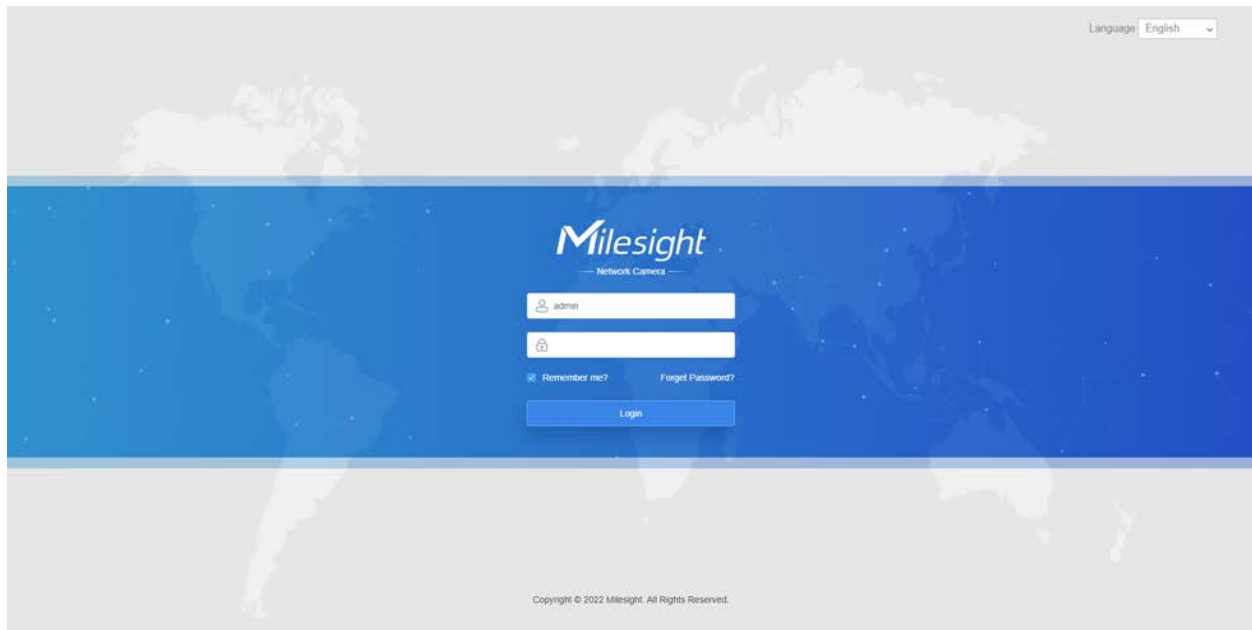 Language English
Milesight
Network Camera
admin
Remember me? Forget Password?
Login
Copyright © 2022 Milesight. All Rights Reserved.